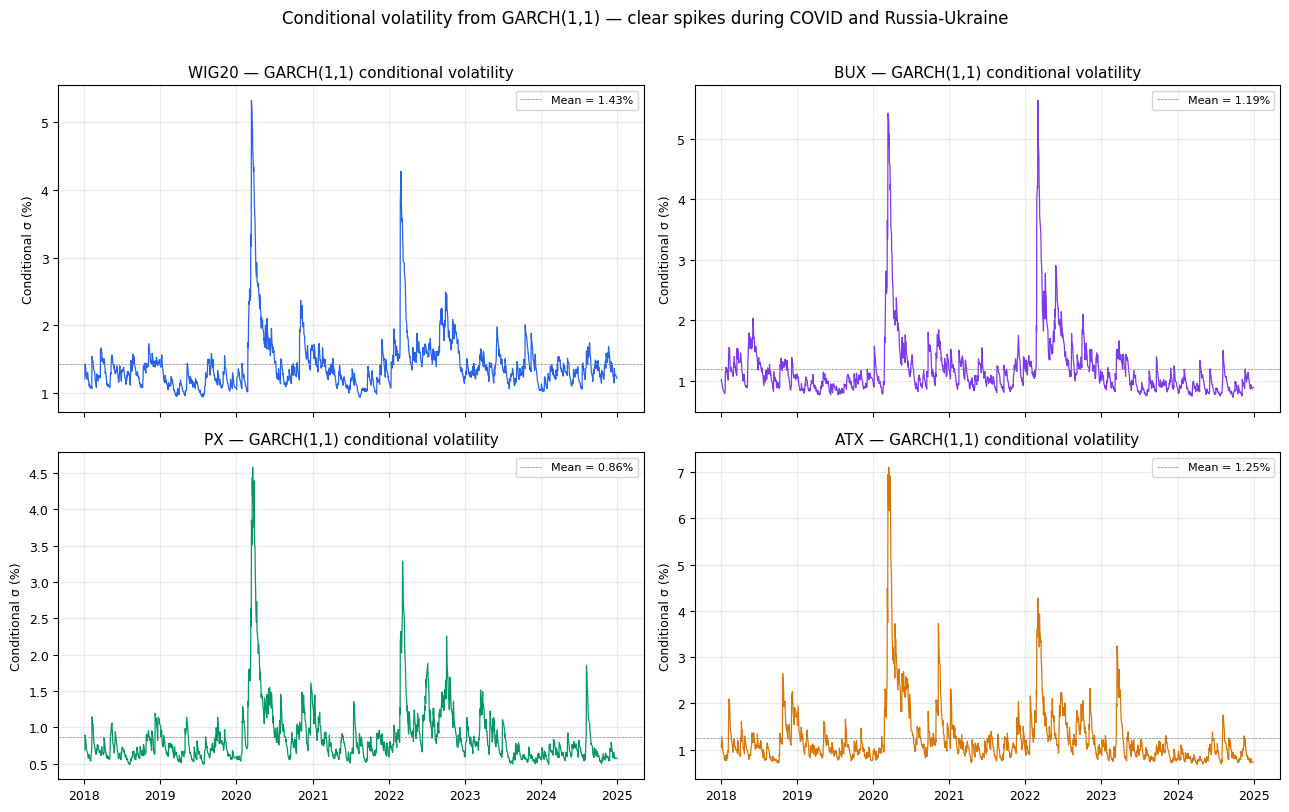 Conditional volatility from GARCH(1,1) — clear spikes during COVID and Russia-Ukraine
WIG20 — GARCH(1,1) conditional volatility
Mean = 1.43%
Conditional σ (%)
5
4
3
2
1
BUX — GARCH(1,1) conditional volatility
Mean = 1.19%
Conditional σ (%)
5
4
3
2
1
PX — GARCH(1,1) conditional volatility
Mean = 0.86%
Conditional σ (%)
4.5
4.0
3.5
3.0
2.5
2.0
1.5
1.0
0.5
2018 2019 2020 2021 2022 2023 2024 2025
ATX — GARCH(1,1) conditional volatility
Mean = 1.25%
Conditional σ (%)
7
6
5
4
3
2
1
2018 2019 2020 2021 2022 2023 2024 2025